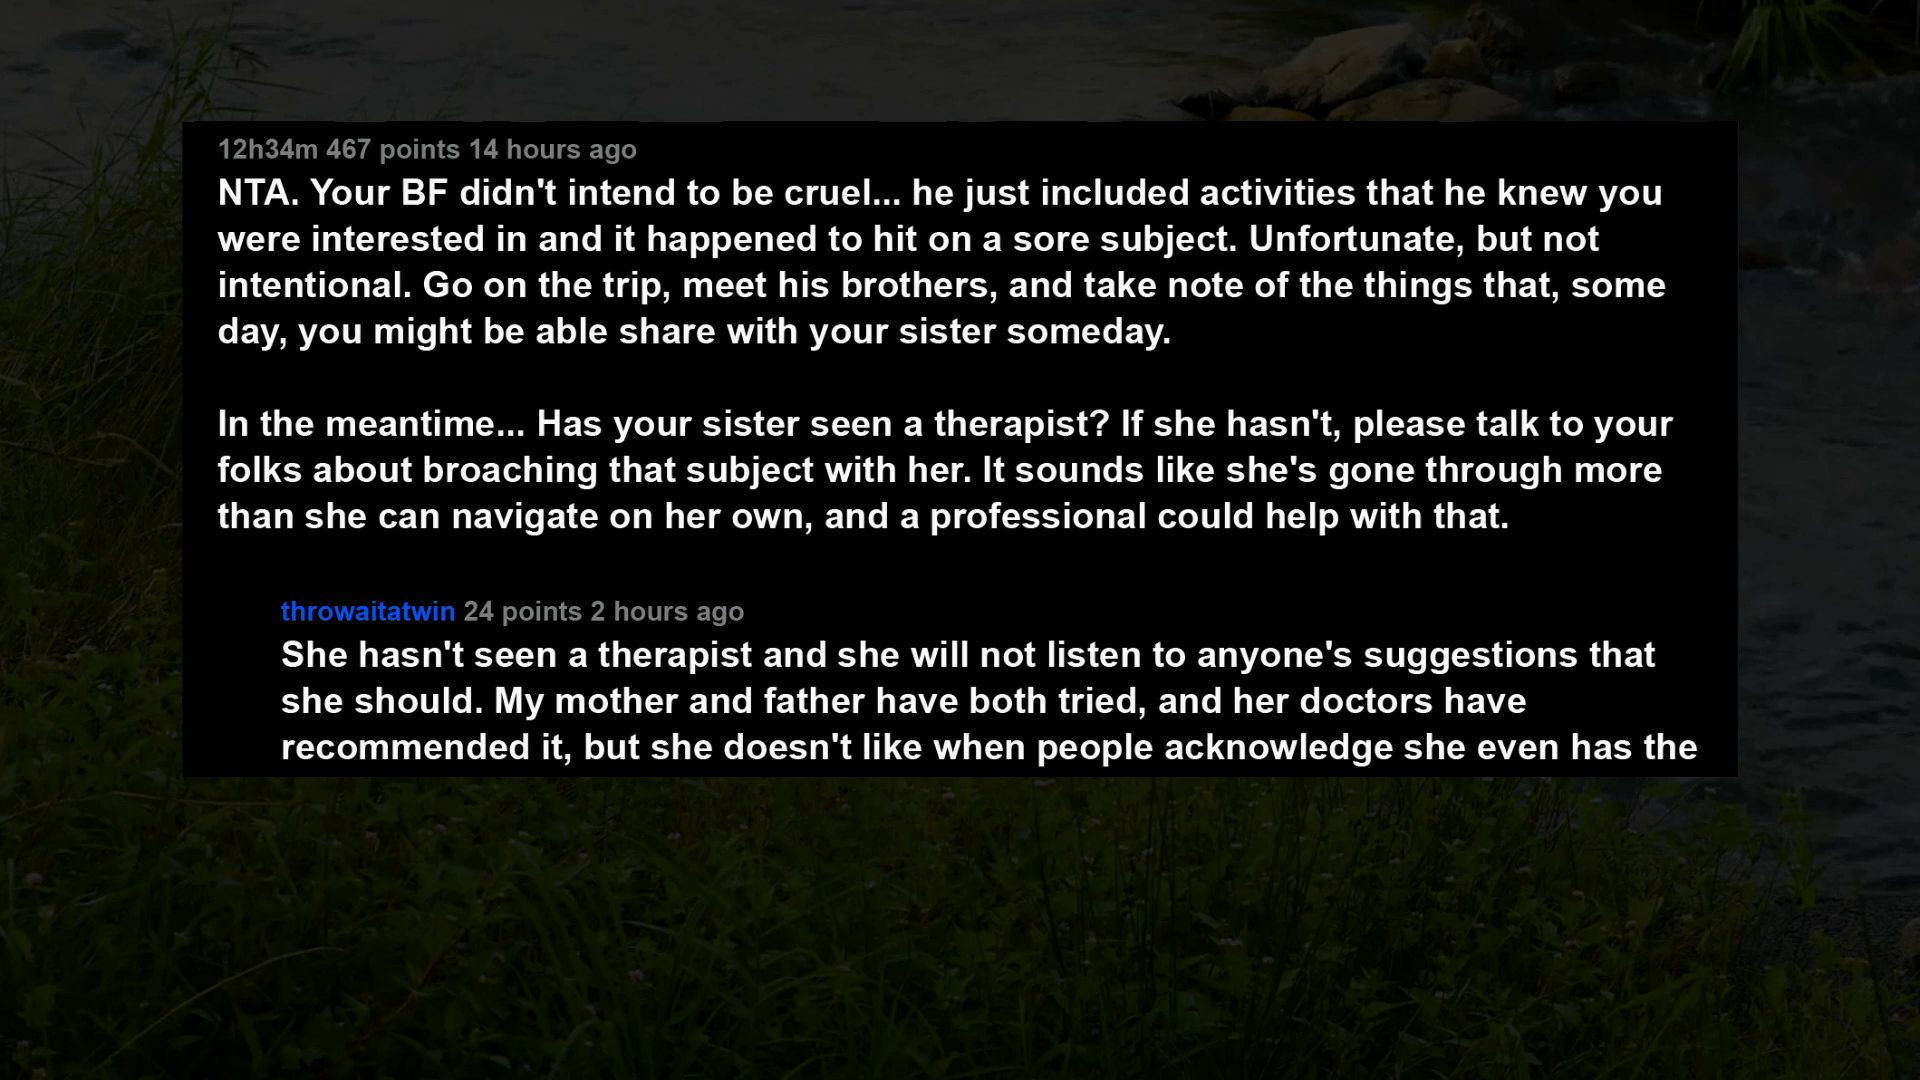 12h34m 467 points 14 hours ago
NTA. Your BF didn't intend to be cruel... he just included activities that he knew you
were interested in and it happened to hit on a sore subject. Unfortunate, but not
intentional. Go on the trip, meet his brothers, and take note of the things that, some
day, you might be able share with your sister someday.
In the meantime... Has your sister seen a therapist? If she hasn't, please talk to your
folks about broaching that subject with her. It sounds like she's gone through more
than she can navigate on her own, and a professional could help with that.
throwaitatwin 24 points 2 hours ago
She hasn't seen a therapist and she will not listen to anyone's suggestions that
she should. My mother and father have both tried, and her doctors have
recommended it, but she doesn't like when people acknowledge she even has the